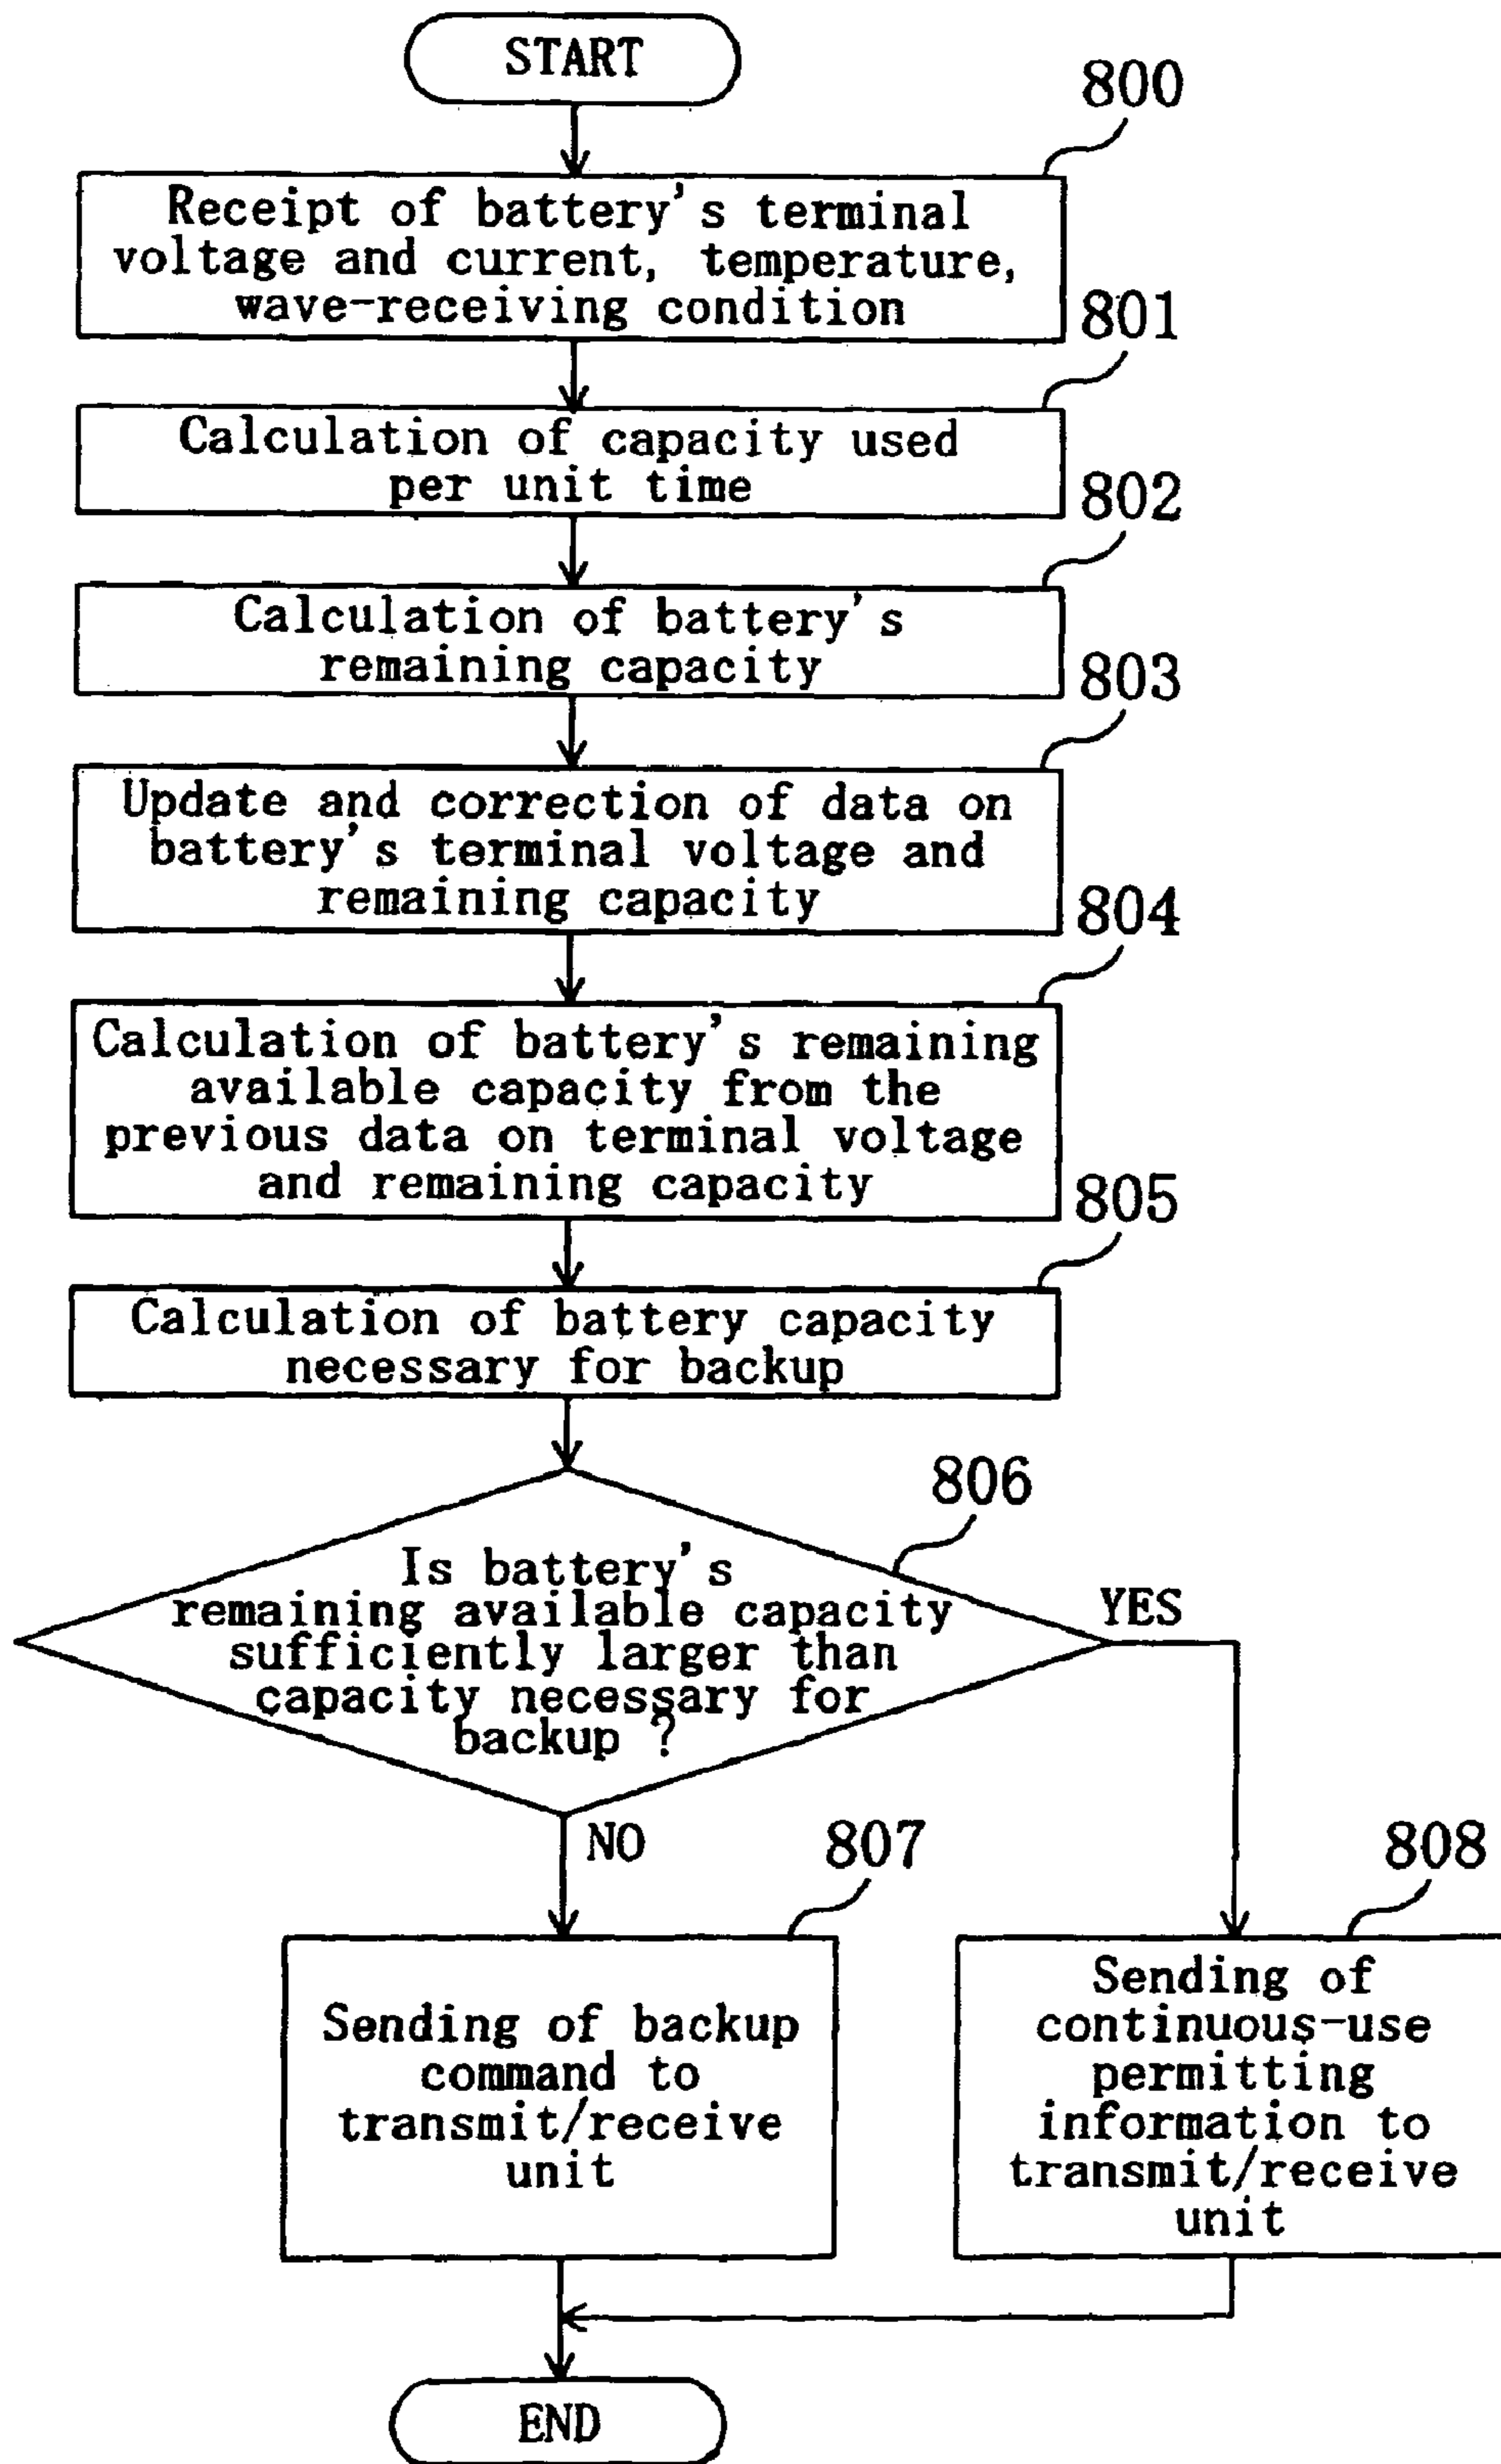 START
800
Receipt of battery's terminal
voltage and current, temperature,
wave-receiving condition
801
Calculation of capacity used
per unit time
802
Calculation of battery's
remaining capacity
803
Update and correction of data on
battery's terminal voltage and
remaining capacity
804
Calculation of battery's remaining
available capacity from the
previous data on terminal voltage
and remaining capacity
805
Calculation of battery capacity
necessary for backup
806
Is battery's
remaining available capacity
sufficiently larger than
capacity necessary for
backup ?
YES
NO
807
Sending of backup
command to
transmit/receive
unit
808
Sending of
continuous-use
permitting
information to
transmit/receive
unit
END